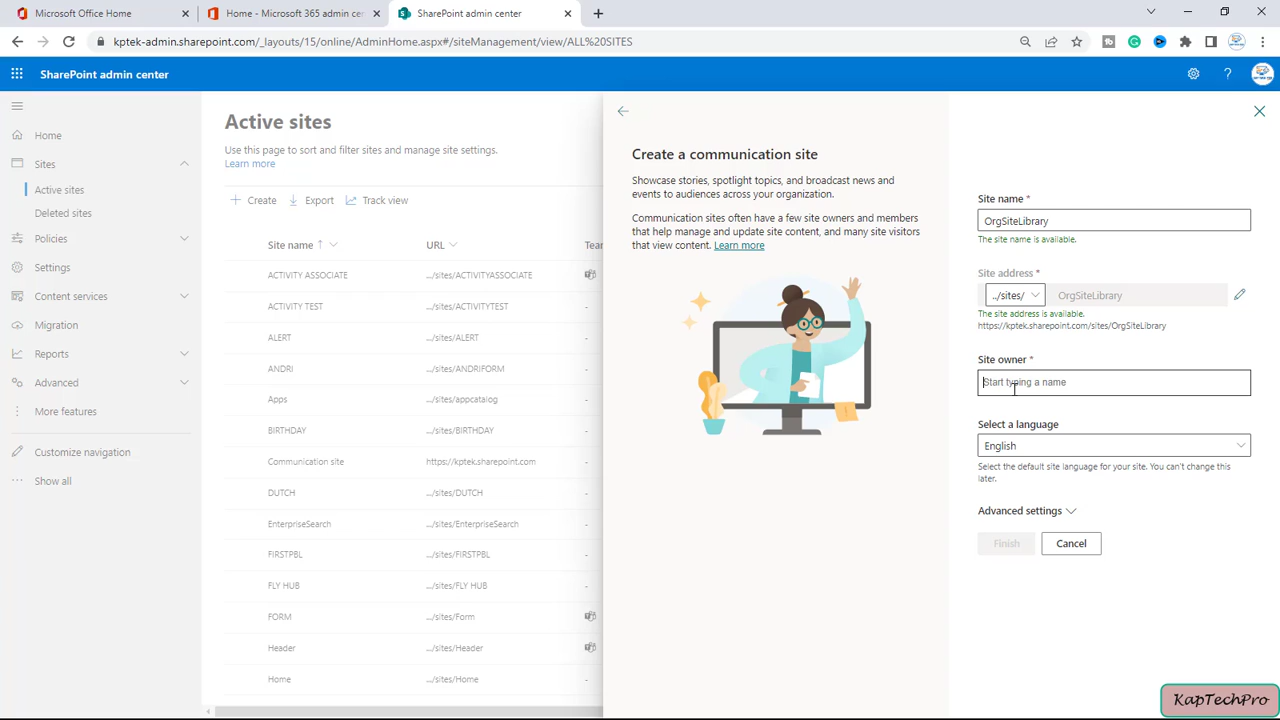 Microsoft Office Home
Home - Microsoft 365 admin cer
SharePoint admin center
kptek-admin.sharepoint.com/_layouts/15/online/AdminHome.aspx#/siteManagement/view/ALL%20SITES
SharePoint admin center
Home
Sites
Active sites
Deleted sites
Policies
Settings
Content services
Migration
Reports
Advanced
More features
Customize navigation
Show all
Active sites
Use this page to sort and filter sites and manage site settings.
Learn more
Create
Export
Track view
Site name ↑
URL
Tear
ACTIVITY ASSOCIATE
.../sites/ACTIVITYASSOCIATE
ACTIVITY TEST
.../sites/ACTIVITYTEST
-
ALERT
.../sites/ALERT
-
ANDRI
.../sites/ANDRIFORM
-
Apps
.../sites/appcatalog
-
BIRTHDAY
.../sites/BIRTHDAY
-
Communication site
https://kptek.sharepoint.com
-
DUTCH
.../sites/DUTCH
-
EnterpriseSearch
.../sites/EnterpriseSearch
-
FIRSTPBL
.../sites/FIRSTPBL
-
FLY HUB
.../sites/FLY HUB
-
FORM
.../sites/Form
Header
.../sites/Header
Home
.../sites/Home
-
Create a communication site
Showcase stories, spotlight topics, and broadcast news and
events to audiences across your organization.
Communication sites often have a few site owners and members
that help manage and update site content, and many site visitors
that view content. Learn more
Site name *
OrgSiteLibrary
The site name is available.
Site address *
../sites/
OrgSiteLibrary
The site address is available.
https://kptek.sharepoint.com/sites/OrgSiteLibrary
Site owner *
Start typing a name
Select a language
English
Select the default site language for your site. You can't change this
later.
Advanced settings
Finish
Cancel
KapTechPro